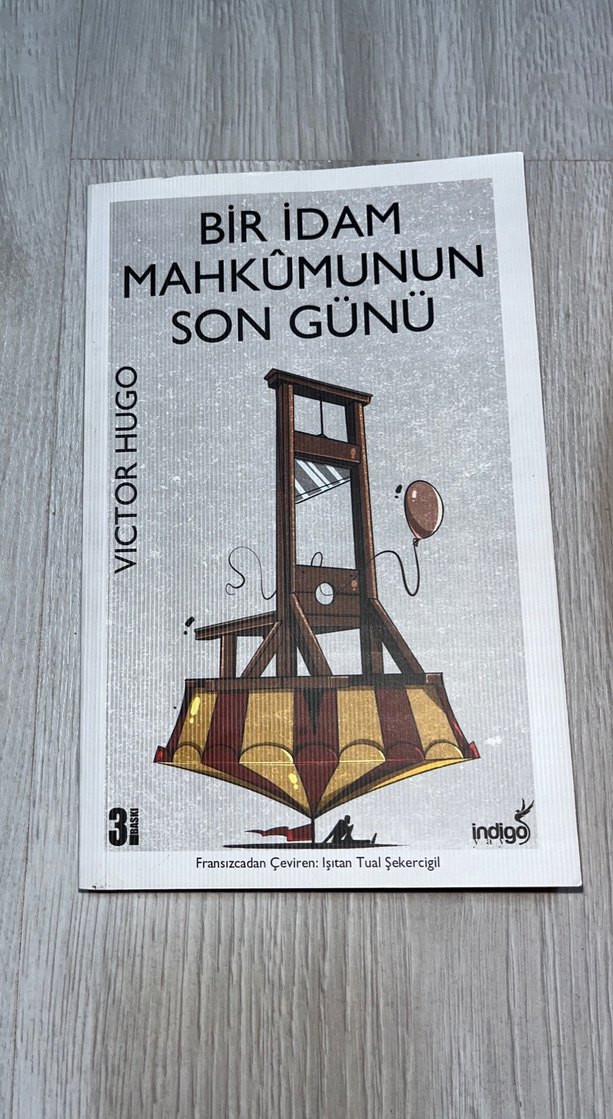 BİR İDAM
MAHKÛMUNUN
SON GÜNÜ
VICTOR HUGO
3.
BASKI
indigo
Fransızcadan Çeviren: Işıtan Tual Şekercigil